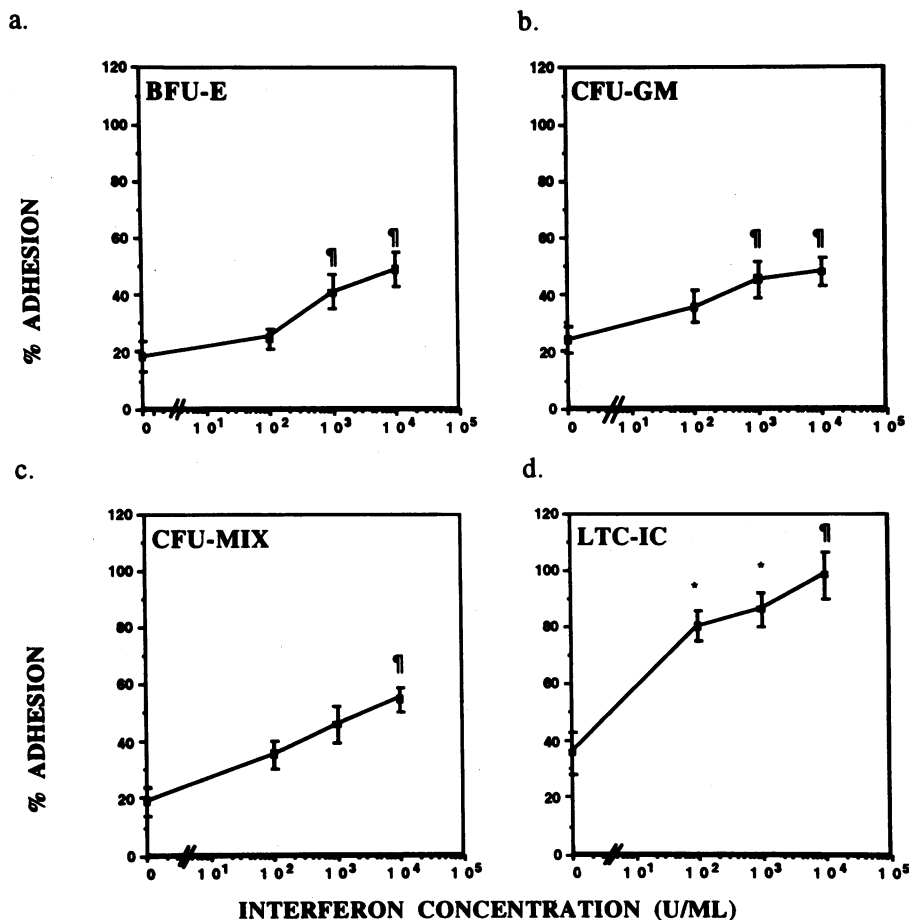 a.
b.
120
BFU-E
100
80
60
40
20
0
¶ ¶
0 10¹ 10² 10³ 10⁴ 10⁵
120
CFU-GM
100
80
60
40
20
0
¶ ¶
0 10¹ 10² 10³ 10⁴ 10⁵
% ADHESION
c.
d.
120
CFU-MIX
100
80
60
40
20
0
¶
0 10¹ 10² 10³ 10⁴ 10⁵
120
LTC-IC
100
80
60
40
20
0
* * ¶
0 10¹ 10² 10³ 10⁴ 10⁵
% ADHESION
INTERFERON CONCENTRATION (U/ML)